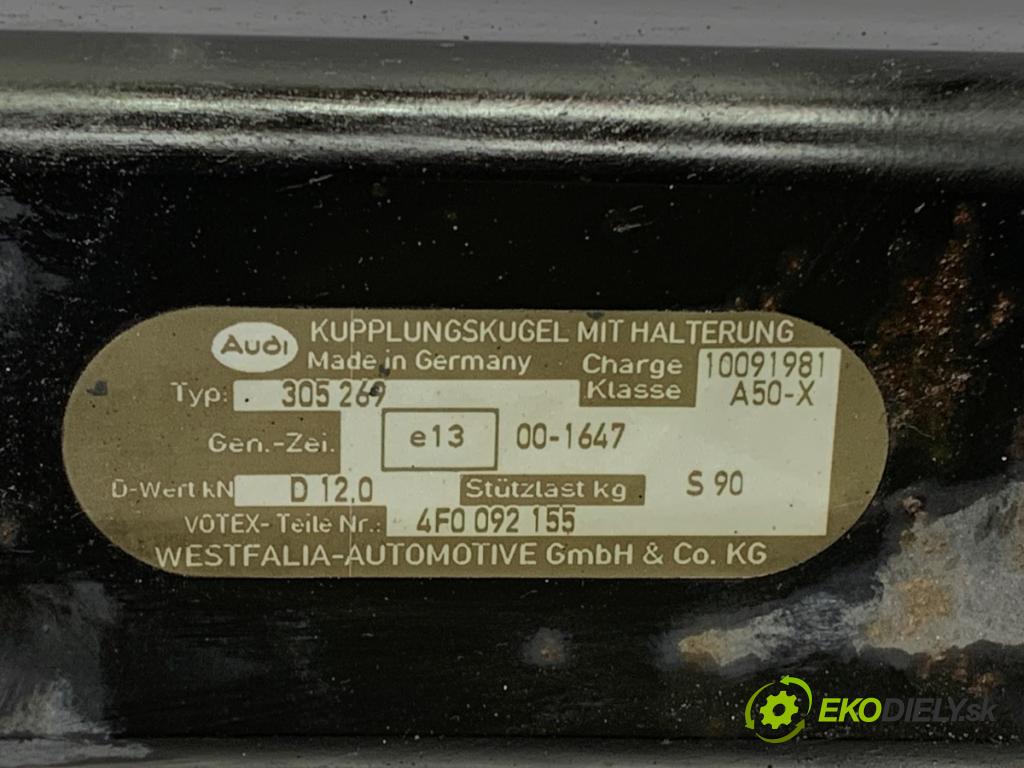 Audi KUPPLUNGSKUGEL MIT HALTERUNG
Made in Germany Charge 10091981
Typ: 305 269 Klasse A50-X
Gen.-Zei. e13 00-1647
D-Wert kN D 12,0 Stützlast kg S 90
VOTEX-Teile Nr.: 4F0 092 155
WESTFALIA-AUTOMOTIVE GmbH & Co. KG
EKODIELY.sk